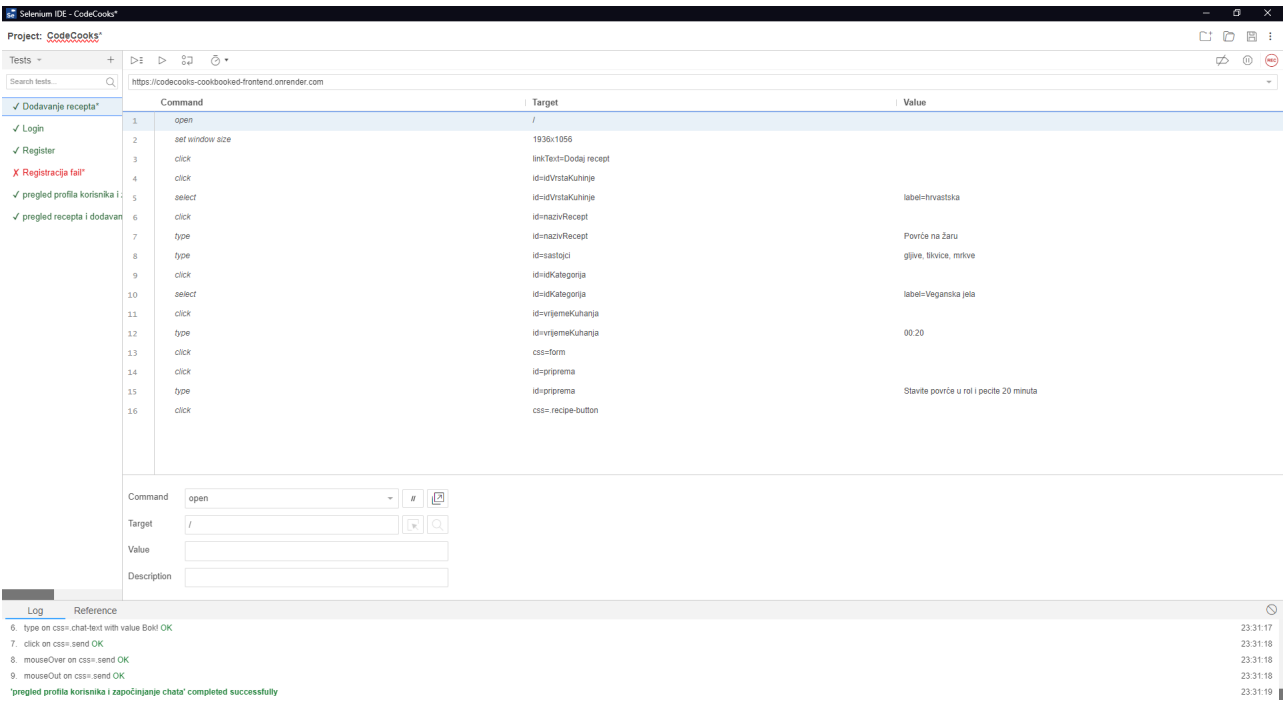 Selenium IDE - CodeCooks*
Project: CodeCooks*
Tests
Search tests...
https://codecooks-cookbooked-frontend.onrender.com
✓ Dodavanje recepta*
✓ Login
✓ Register
✗ Registracija fail*
✓ pregled profila korisnika i
✓ pregled recepta i dodavan
Command Target Value
1 open /
2 set window size 1936x1056
3 click linkText=Dodaj recept
4 click id=idVrstaKuhinje
5 select id=idVrstaKuhinje label=hrvastska
6 click id=nazivRecept
7 type id=nazivRecept Povrće na žaru
8 type id=sastojci gljive, tikvice, mrkve
9 click id=idKategorija
10 select id=idKategorija label=Veganska jela
11 click id=vrijemeKuhanja
12 type id=vrijemeKuhanja 00:20
13 click css=form
14 click id=priprema
15 type id=priprema Stavite povrće u rol i pecite 20 minuta
16 click css=.recipe-button
Command open //
Target /
Value
Description
Log Reference
6. type on css=.chat-text with value Bok! OK 23:31:17
7. click on css=.send OK 23:31:18
8. mouseOver on css=.send OK 23:31:18
9. mouseOut on css=.send OK 23:31:18
'pregled profila korisnika i započinjanje chata' completed successfully 23:31:19